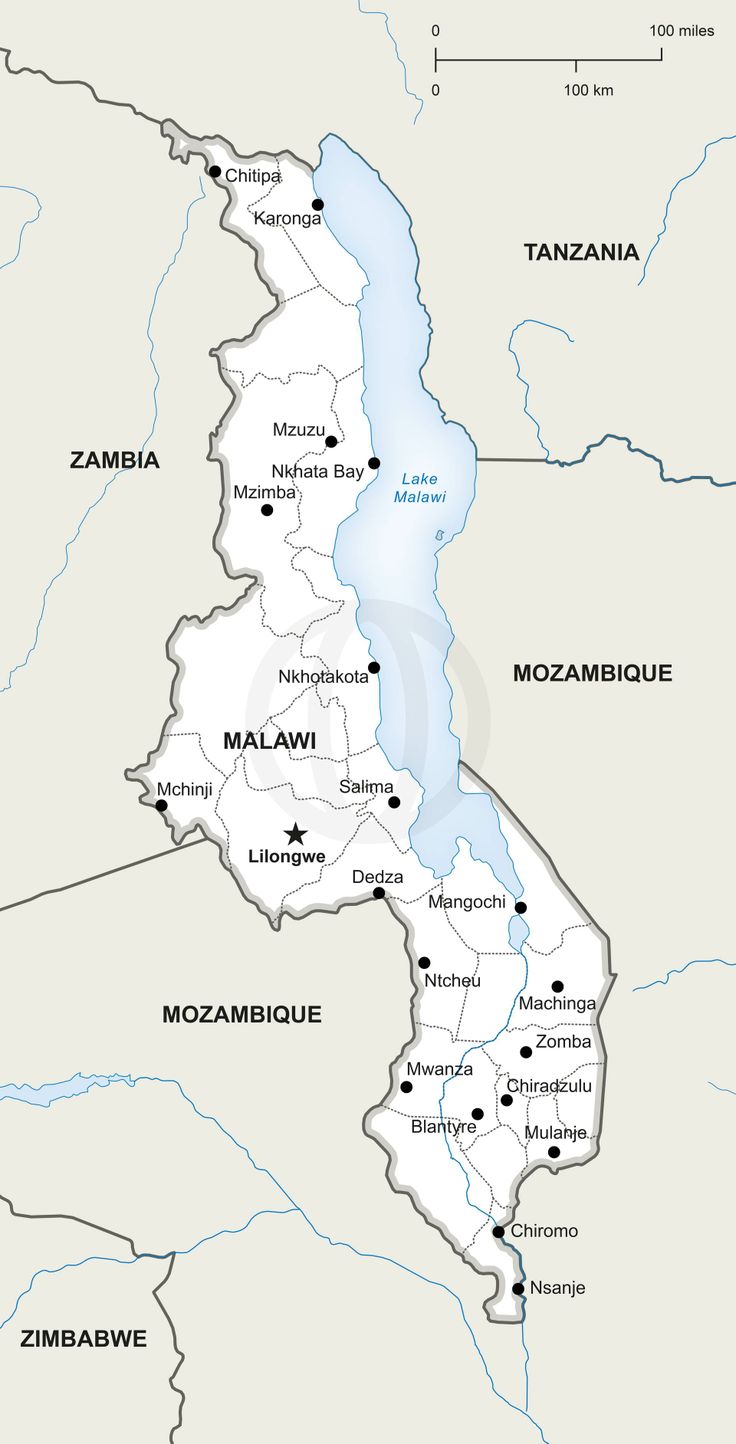 0 100 miles
0 100 km
Chitipa
Karonga
TANZANIA
Mzuzu
ZAMBIA
Nkhata Bay
Lake
Malawi
Mzimba
Nkhotakota
MOZAMBIQUE
MALAWI
Mchinji
Salima
Lilongwe
Dedza
Mangochi
Ntcheu
Machinga
MOZAMBIQUE
Zomba
Mwanza
Chiradzulu
Blantyre
Mulanje
Chiromo
Nsanje
ZIMBABWE